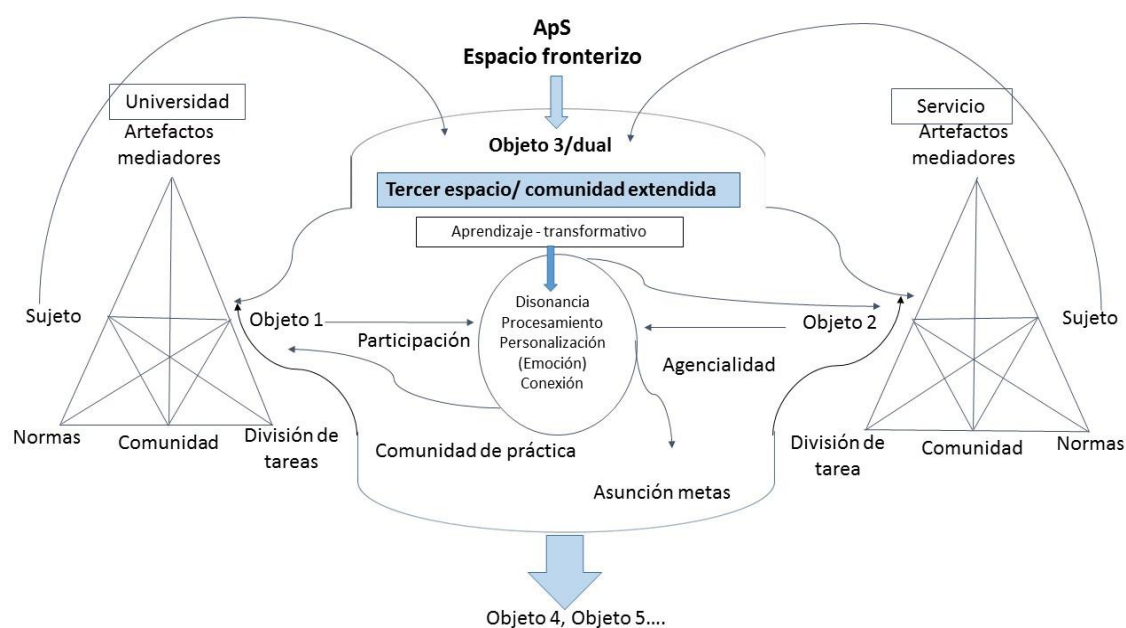 ApS
Espacio fronterizo
Universidad
Artefactos
mediadores
Servicio
Artefactos
mediadores
Objeto 3/dual
Tercer espacio/ comunidad extendida
Aprendizaje - transformativo
Disonancia
Procesamiento
Personalización
(Emoción)
Conexión
Sujeto
Objeto 1
Participación
Objeto 2
Agencialidad
Sujeto
Normas
Comunidad
División de
tareas
Comunidad de práctica
Asunción metas
División de
tarea
Comunidad
Normas
Objeto 4, Objeto 5....